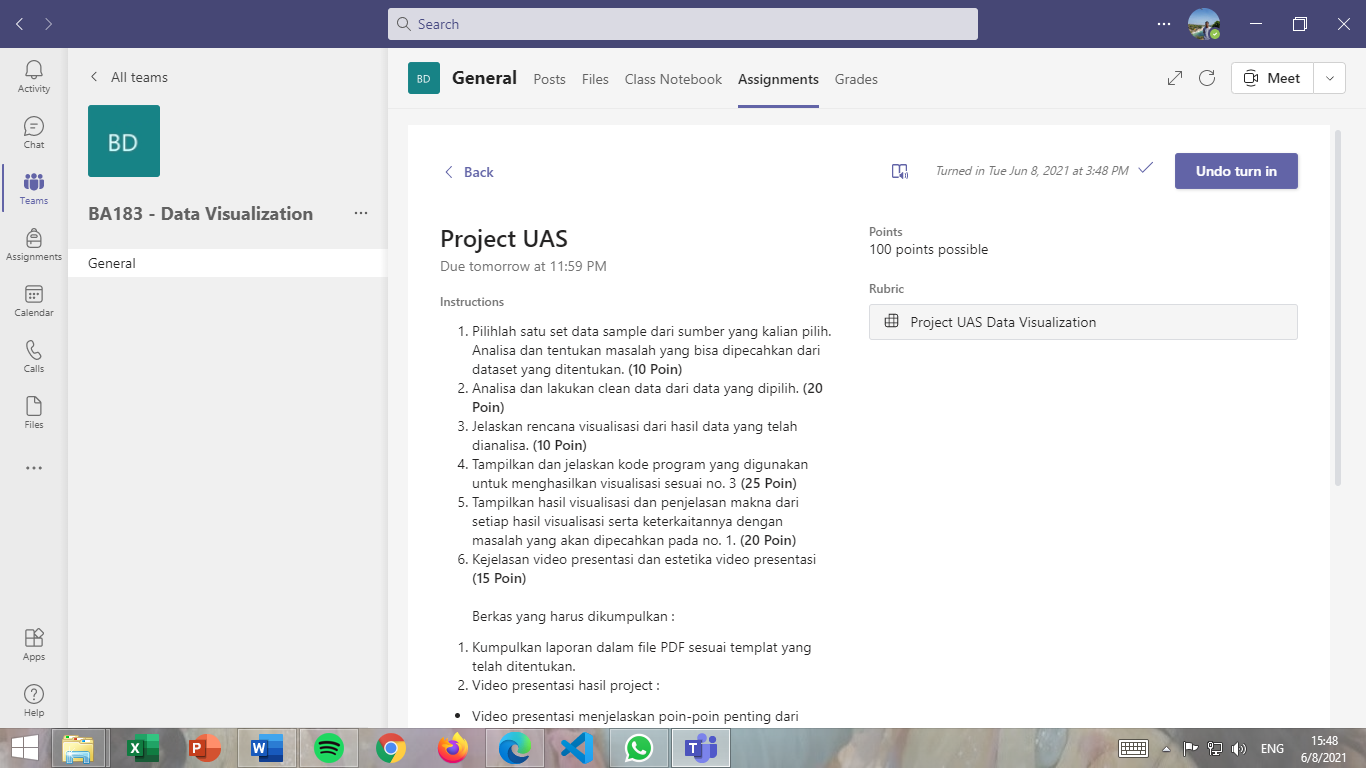 Search
Activity
Chat
Teams
Assignments
Calendar
Calls
Files
Apps
Help
All teams
BD
BA183 - Data Visualization
General
BD
General
Posts
Files
Class Notebook
Assignments
Grades
Meet
Back
Turned in Tue Jun 8, 2021 at 3:48 PM
Undo turn in
Project UAS
Due tomorrow at 11:59 PM
Instructions
1. Pilihlah satu set data sample dari sumber yang kalian pilih.
Analisa dan tentukan masalah yang bisa dipecahkan dari
dataset yang ditentukan. (10 Poin)
2. Analisa dan lakukan clean data dari data yang dipilih. (20
Poin)
3. Jelaskan rencana visualisasi dari hasil data yang telah
dianalisa. (10 Poin)
4. Tampilkan dan jelaskan kode program yang digunakan
untuk menghasilkan visualisasi sesuai no. 3 (25 Poin)
5. Tampilkan hasil visualisasi dan penjelasan makna dari
setiap hasil visualisasi serta keterkaitannya dengan
masalah yang akan dipecahkan pada no. 1. (20 Poin)
6. Kejelasan video presentasi dan estetika video presentasi
(15 Poin)
Berkas yang harus dikumpulkan :
1. Kumpulkan laporan dalam file PDF sesuai templat yang
telah ditentukan.
2. Video presentasi hasil project :
• Video presentasi menjelaskan poin-poin penting dari
Points
100 points possible
Rubric
Project UAS Data Visualization
ENG
15:48
6/8/2021